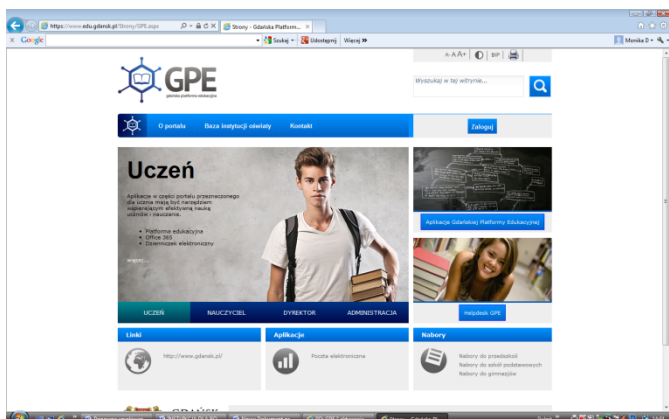 https://www.edu.gdansk.pl/Strony/GPE.aspx
Strony - Gdańska Platform...
Google
Szukaj
Udostępnij
Więcej »
Monika D
A- A A+
BIP
GPE
gdańska platforma edukacyjna
Wyszukaj w tej witrynie...
O portalu
Baza instytucji oświaty
Kontakt
Zaloguj
Uczeń
Aplikacje w części portalu przeznaczonego
dla ucznia mają być narzędziem
wspierającym efektywną naukę
uczniów i nauczanie.
Platforma edukacyjna
Office 365
Dzienniczek elektroniczny
więcej...
Aplikacje Gdańskiej Platformy Edukacyjnej
Helpdesk GPE
UCZEŃ
NAUCZYCIEL
DYREKTOR
ADMINISTRACJA
Linki
http://www.gdansk.pl/
Aplikacje
Poczta elektroniczna
Nabory
Nabory do przedszkoli
Nabory do szkół podstawowych
Nabory do gimnazjów